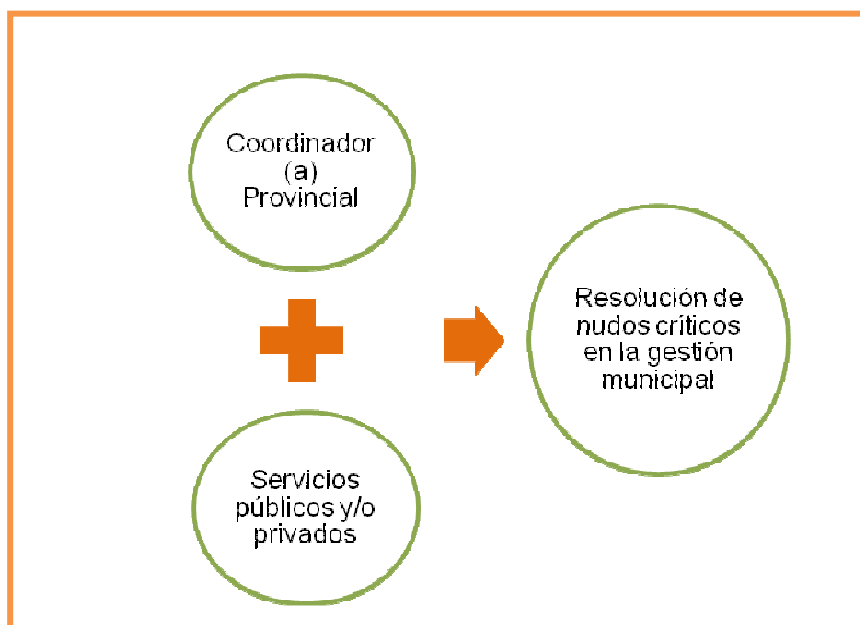 Coordinador
(a)
Provincial
Resolución de
nudos críticos
en la gestión
municipal
Servicios
públicos y/o
privados